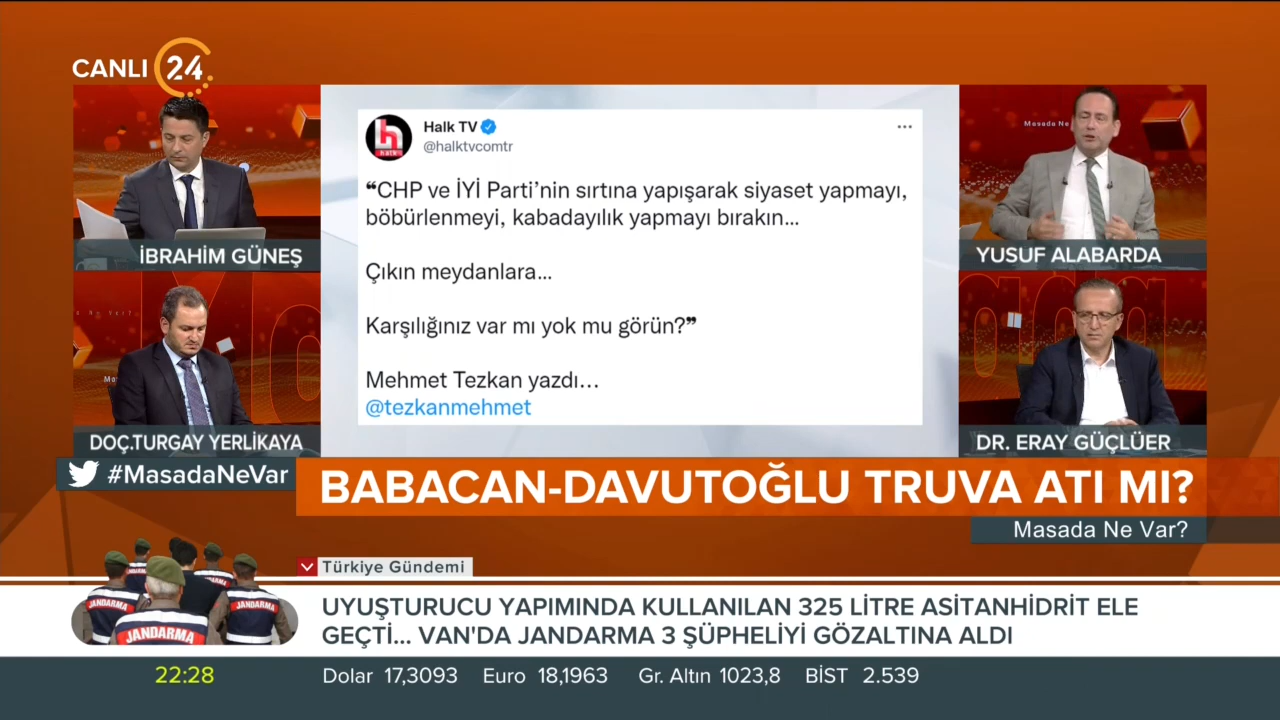 CANLI 24
Masada Ne
İBRAHİM GÜNEŞ
YUSUF ALABARDA
DOÇ.TURGAY YERLİKAYA
DR. ERAY GÜÇLÜER
h
halk
Halk TV
@halktvcomtr
❝CHP ve İYİ Parti’nin sırtına yapışarak siyaset yapmayı,
böbürlenmeyi, kabadayılık yapmayı bırakın...
Çıkın meydanlara...
Karşılığınız var mı yok mu görün?❞
Mehmet Tezkan yazdı...
@tezkanmehmet
#MasadaNeVar
BABACAN-DAVUTOĞLU TRUVA ATI MI?
Masada Ne Var?
Türkiye Gündemi
JANDARMA
JANDARMA
JANDARMA
UYUŞTURUCU YAPIMINDA KULLANILAN 325 LİTRE ASİTANHİDRİT ELE
GEÇTİ... VAN'DA JANDARMA 3 ŞÜPHELİYİ GÖZALTINA ALDI
22:28 Dolar 17,3093 Euro 18,1963 Gr. Altın 1023,8 BİST 2.539